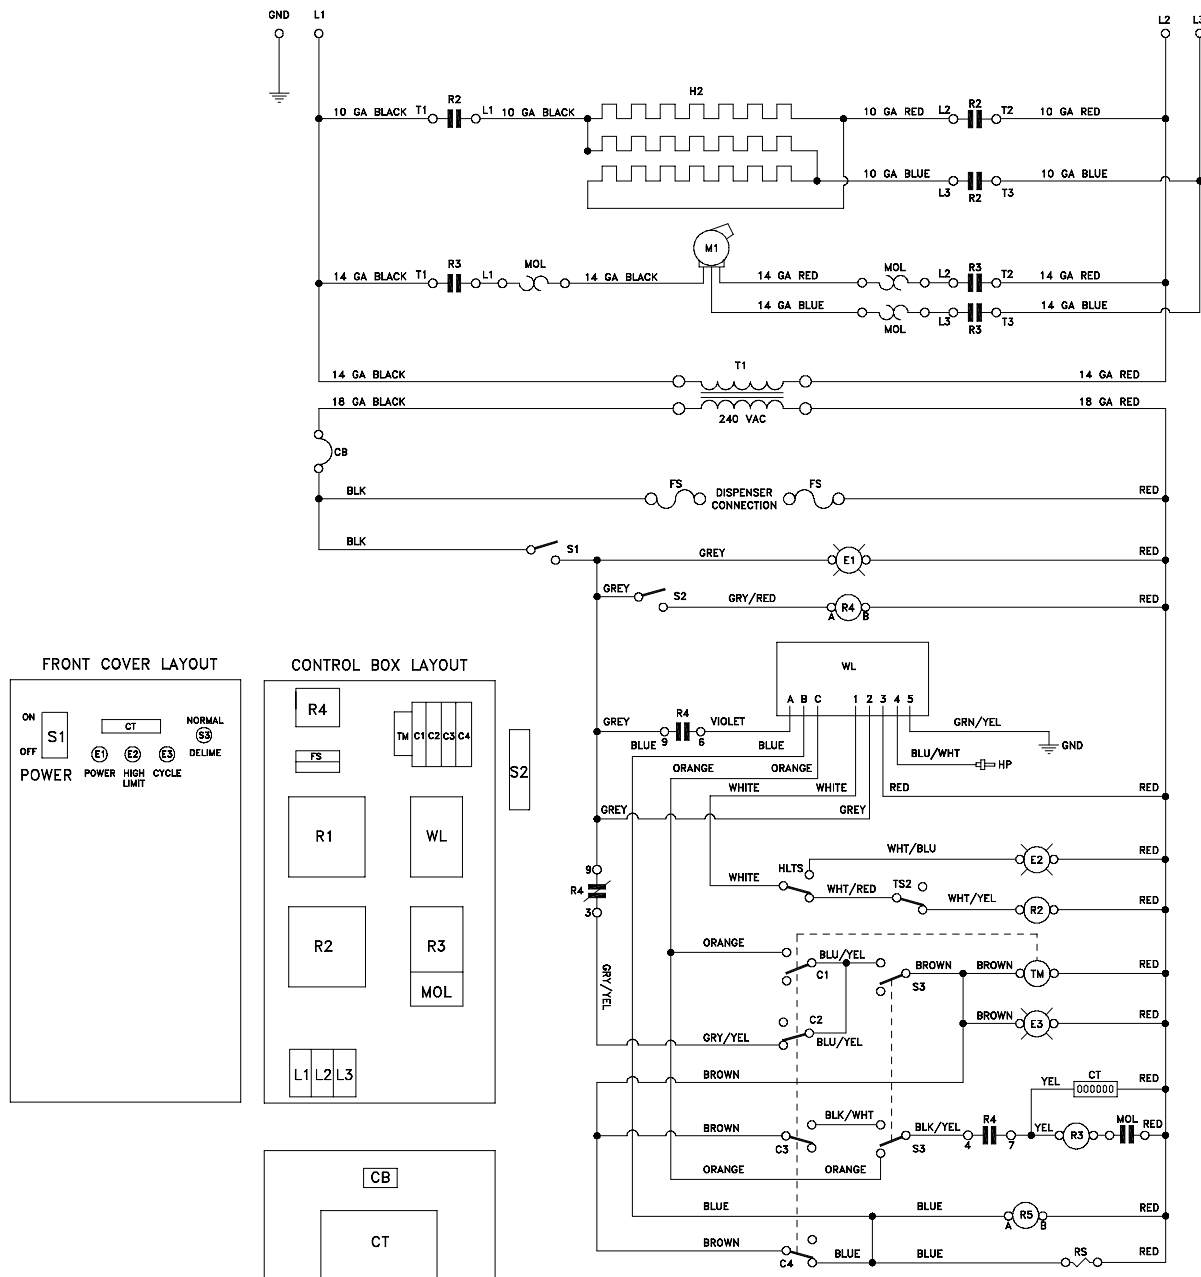 GND L1 L2 L3
H2
10 GA BLACK T1 R2 L1 10 GA BLACK 10 GA RED L2 R2 T2 10 GA RED
10 GA BLUE L3 R2 T3 10 GA BLUE
M1
14 GA BLACK T1 R3 L1 MOL 14 GA BLACK 14 GA RED MOL L2 R3 T2 14 GA RED
14 GA BLUE MOL L3 R3 T3 14 GA BLUE
T1
14 GA BLACK 14 GA RED
18 GA BLACK 240 VAC 18 GA RED
CB
BLK FS DISPENSER CONNECTION FS RED
BLK S1 GREY E1 RED
GREY S2 GRY/RED A R4 B RED
WL
A B C 1 2 3 4 5
GREY R4 9 6 VIOLET GRN/YEL GND
BLUE BLUE BLU/WHT HP
ORANGE ORANGE
WHITE WHITE RED RED
GREY GREY
WHT/BLU E2 RED
HLTS
9 R4 3 WHITE WHT/RED TS2 WHT/YEL R2 RED
ORANGE C1 BLU/YEL S3 BROWN BROWN TM RED
GRY/YEL C2 BLU/YEL BROWN E3 RED
GRY/YEL
BROWN YEL CT 000000 RED
BLK/WHT
BROWN C3 S3 BLK/YEL 4 R4 7 YEL R3 MOL RED
ORANGE ORANGE
BLUE BLUE A R5 B RED
BROWN C4 BLUE BLUE RS RED
FRONT COVER LAYOUT
ON OFF S1 POWER
CT
E1 E2 E3
POWER HIGH LIMIT CYCLE
NORMAL S3 DELIME
CONTROL BOX LAYOUT
R4 TM C1 C2 C3 C4
FS S2
R1 WL
R2 R3
MOL
L1 L2 L3
CB
CT